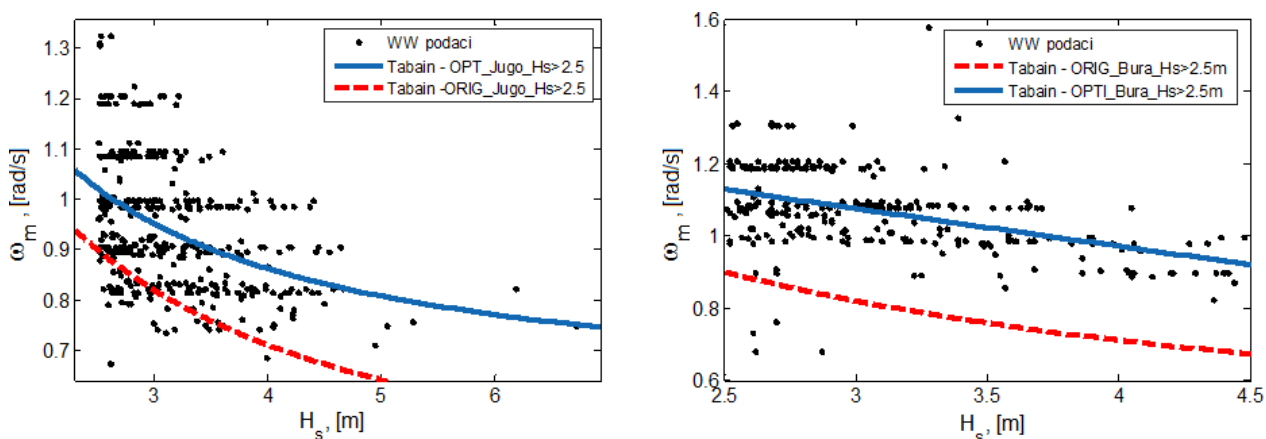 WW podaci
Tabain - OPT_Jugo_Hs>2.5
Tabain -ORIG_Jugo_Hs>2.5
1.3
1.2
1.1
1
0.9
0.8
0.7
ω_m, [rad/s]
3
4
5
6
H_s, [m]
WW podaci
Tabain - ORIG_Bura_Hs>2.5m
Tabain - OPTI_Bura_Hs>2.5m
1.6
1.4
1.2
1
0.8
0.6
ω_m, [rad/s]
2.5
3
3.5
4
4.5
H_s, [m]